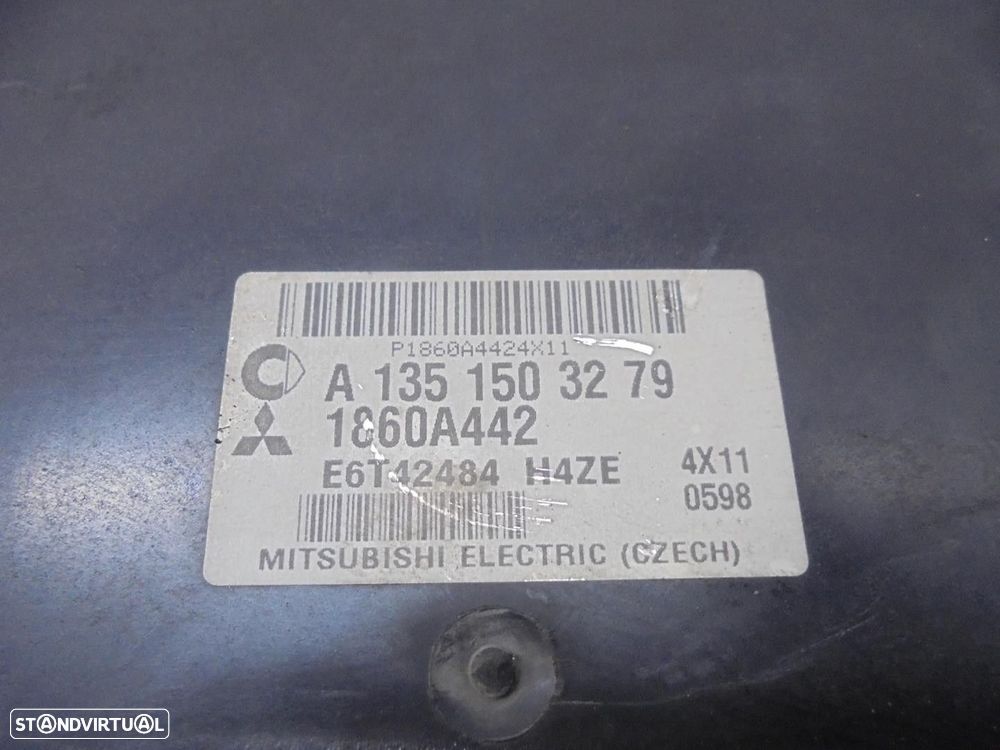 P1860A4424X11
A 135 150 32 79
1860A442
E6T42484 H4ZE
4X11
0598
MITSUBISHI ELECTRIC (CZECH)
STANDVIRTUAL